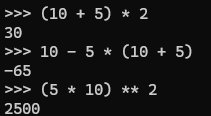 >>> (10 + 5) * 2
30
>>> 10 - 5 * (10 + 5)
-65
>>> (5 * 10) ** 2
2500